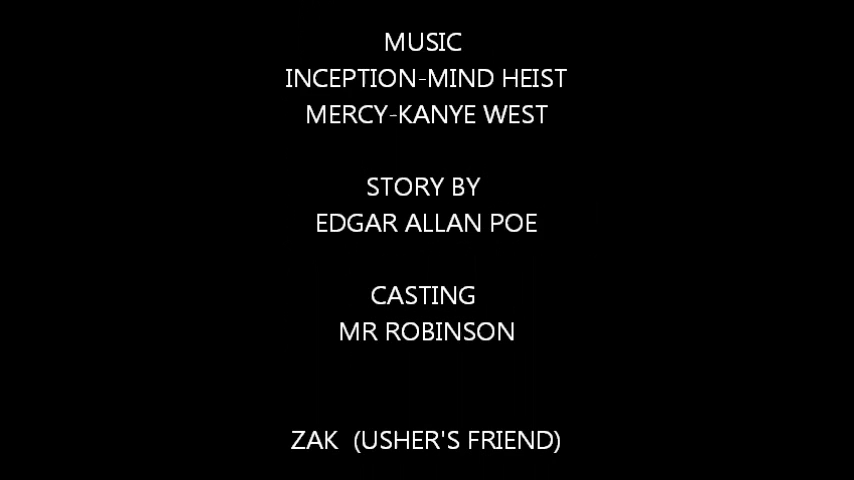 MUSIC
INCEPTION-MIND HEIST
MERCY-KANYE WEST
STORY BY
EDGAR ALLAN POE
CASTING
MR ROBINSON
ZAK  (USHER'S FRIEND)